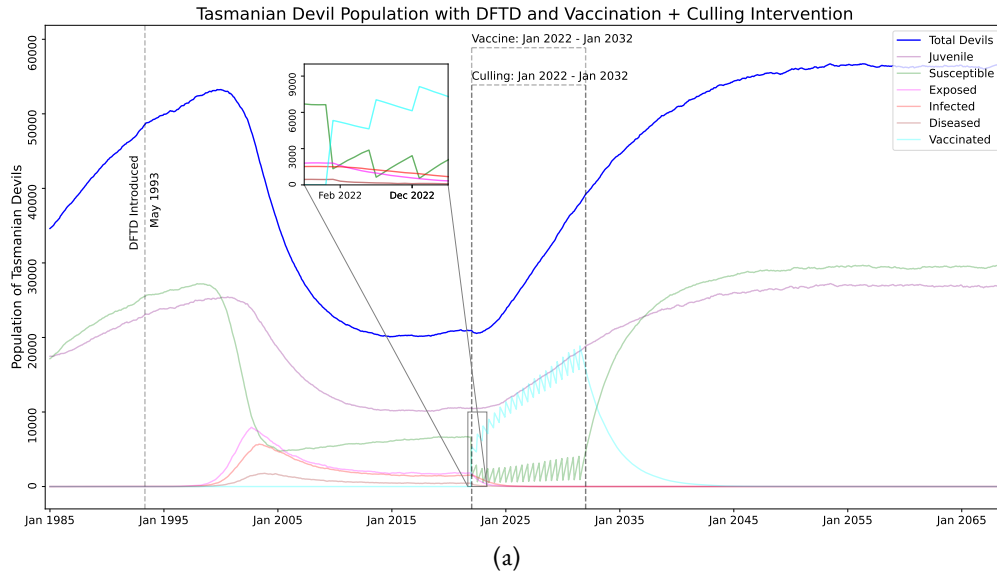 Tasmanian Devil Population with DFTD and Vaccination + Culling Intervention
Population of Tasmanian Devils
60000
50000
40000
30000
20000
10000
0
DFTD Introduced
May 1993
9000
6000
3000
0
Feb 2022
Dec 2022
Vaccine: Jan 2022 - Jan 2032
Culling: Jan 2022 - Jan 2032
Total Devils
Juvenile
Susceptible
Exposed
Infected
Diseased
Vaccinated
Jan 1985
Jan 1995
Jan 2005
Jan 2015
Jan 2025
Jan 2035
Jan 2045
Jan 2055
Jan 2065
(a)